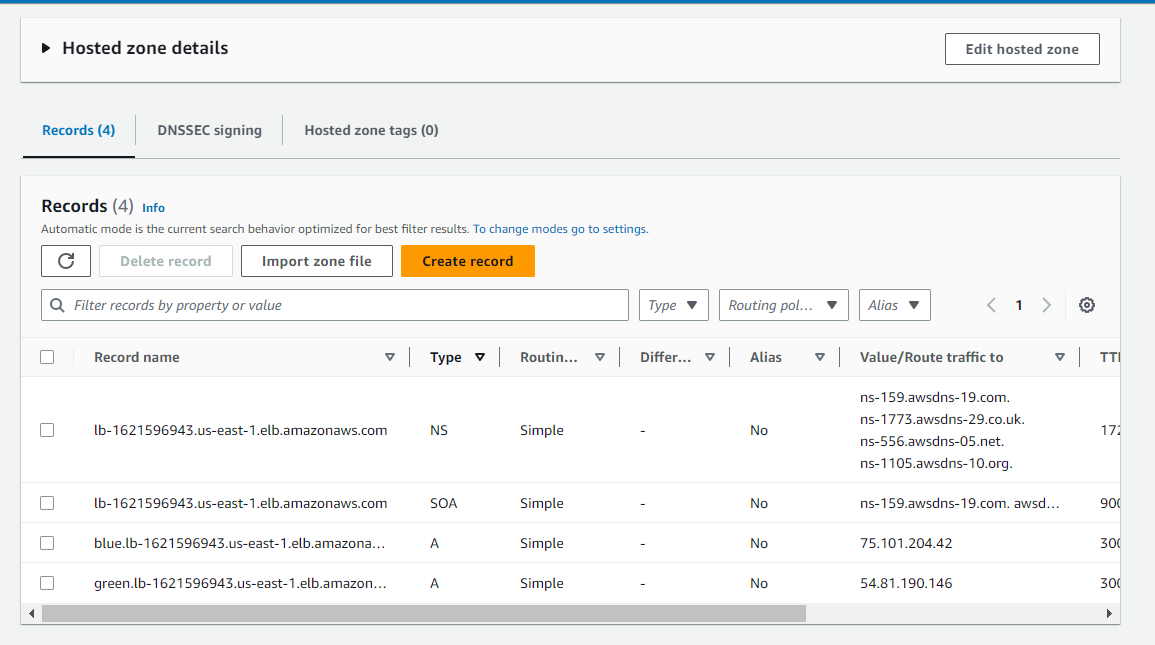 Hosted zone details
Edit hosted zone
Records (4)
DNSSEC signing
Hosted zone tags (0)
Records (4) Info
Automatic mode is the current search behavior optimized for best filter results. To change modes go to settings.
Delete record
Import zone file
Create record
Filter records by property or value
Type
Routing pol...
Alias
1
Record name
Type
Routin...
Differ...
Alias
Value/Route traffic to
lb-1621596943.us-east-1.elb.amazonaws.com
NS
Simple
-
No
ns-159.awsdns-19.com.
ns-1773.awsdns-29.co.uk.
ns-556.awsdns-05.net.
ns-1105.awsdns-10.org.
172
lb-1621596943.us-east-1.elb.amazonaws.com
SOA
Simple
-
No
ns-159.awsdns-19.com. awsd...
900
blue.lb-1621596943.us-east-1.elb.amazona...
A
Simple
-
No
75.101.204.42
300
green.lb-1621596943.us-east-1.elb.amazon...
A
Simple
-
No
54.81.190.146
300